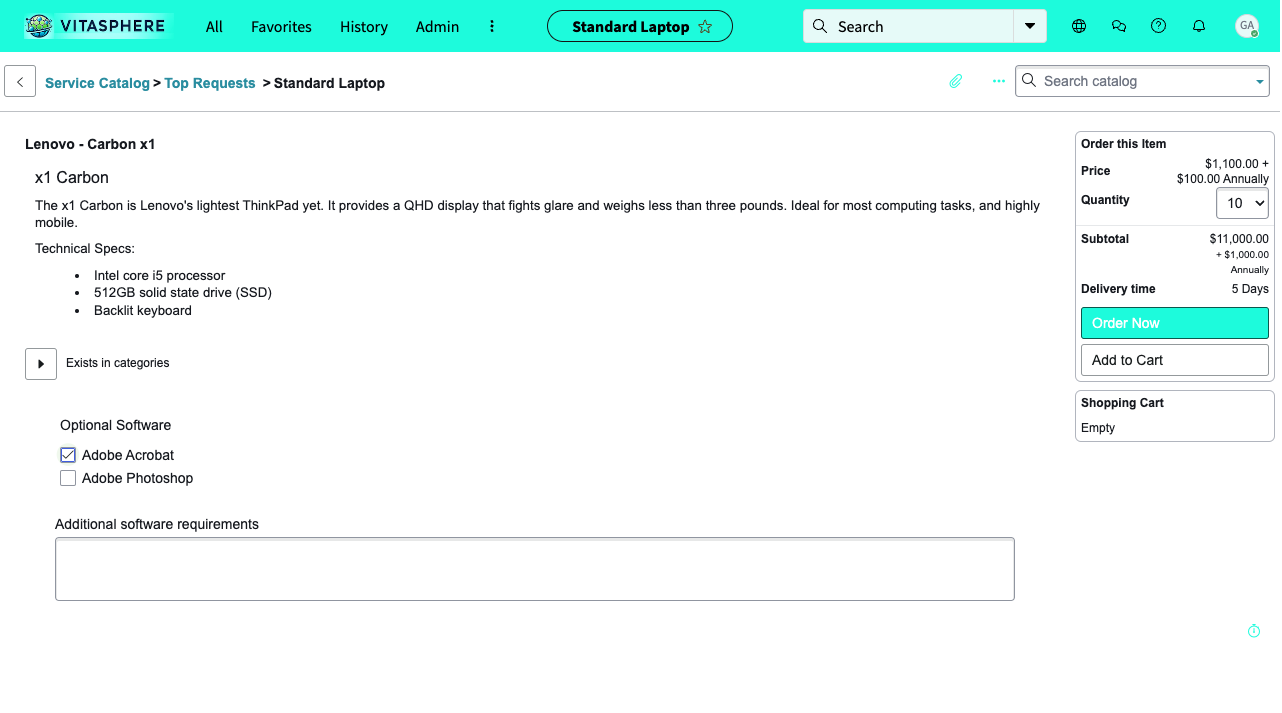 VITASPHERE
All
Favorites
History
Admin
Standard Laptop
Search
GA
Service Catalog > Top Requests > Standard Laptop
Search catalog
Lenovo - Carbon x1
x1 Carbon
The x1 Carbon is Lenovo's lightest ThinkPad yet. It provides a QHD display that fights glare and weighs less than three pounds. Ideal for most computing tasks, and highly
mobile.
Technical Specs:
Intel core i5 processor
512GB solid state drive (SSD)
Backlit keyboard
Exists in categories
Optional Software
Adobe Acrobat
Adobe Photoshop
Additional software requirements
Order this Item
Price
$1,100.00 +
$100.00 Annually
Quantity
10
Subtotal
$11,000.00
+ $1,000.00
Annually
Delivery time
5 Days
Order Now
Add to Cart
Shopping Cart
Empty